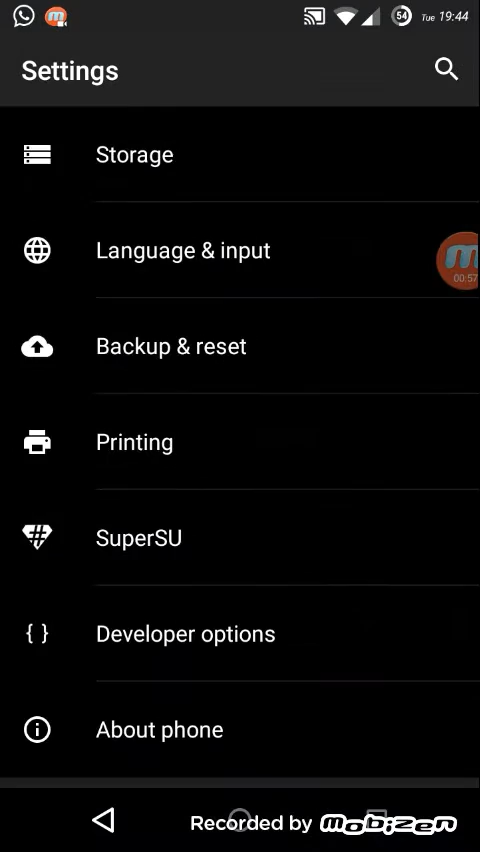 54 Tue 19:44
Settings
Storage
Language & input
00:57
Backup & reset
Printing
SuperSU
{ } Developer options
About phone
Recorded by mobizen